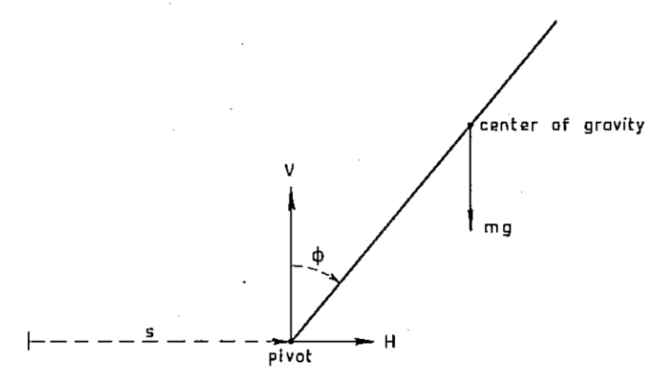 center of gravity
V
mg
ϕ
s
H
pivot